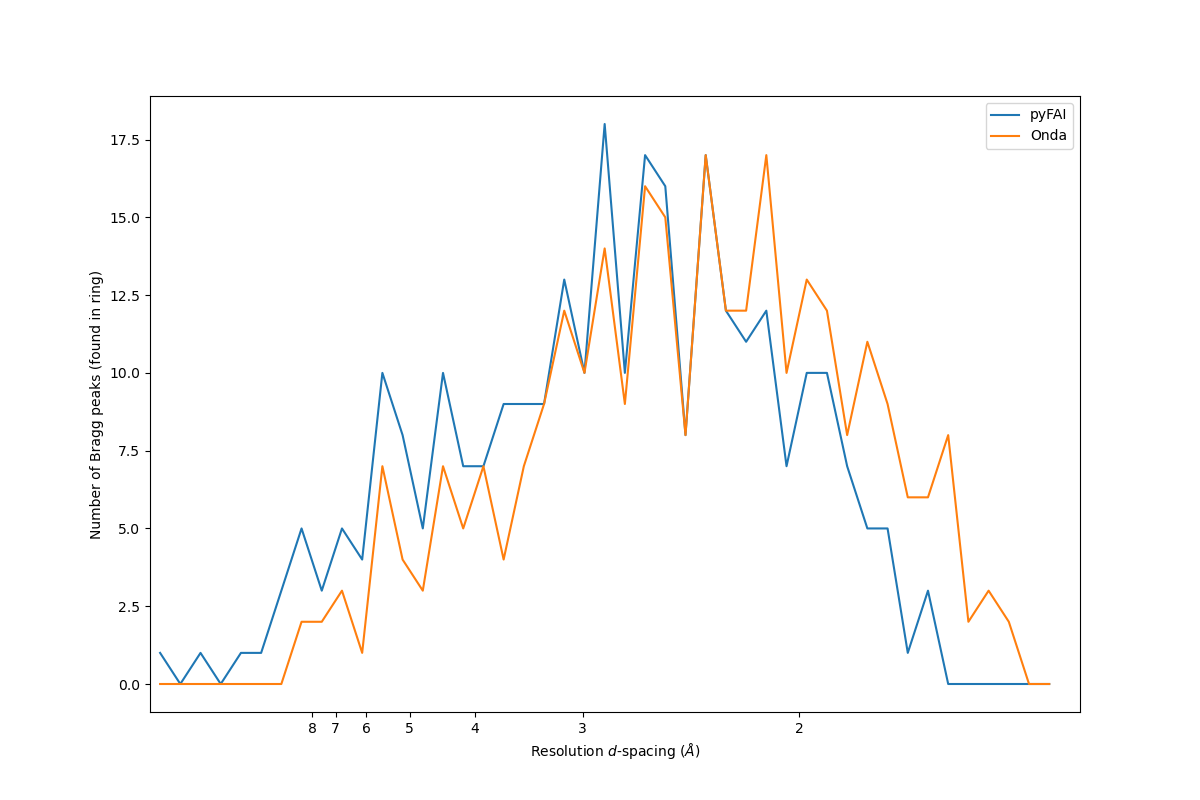 pyFAI
Onda
17.5
15.0
12.5
10.0
7.5
5.0
2.5
0.0
Number of Bragg peaks (found in ring)
8 7 6 5 4 3 2
Resolution d-spacing (Å)